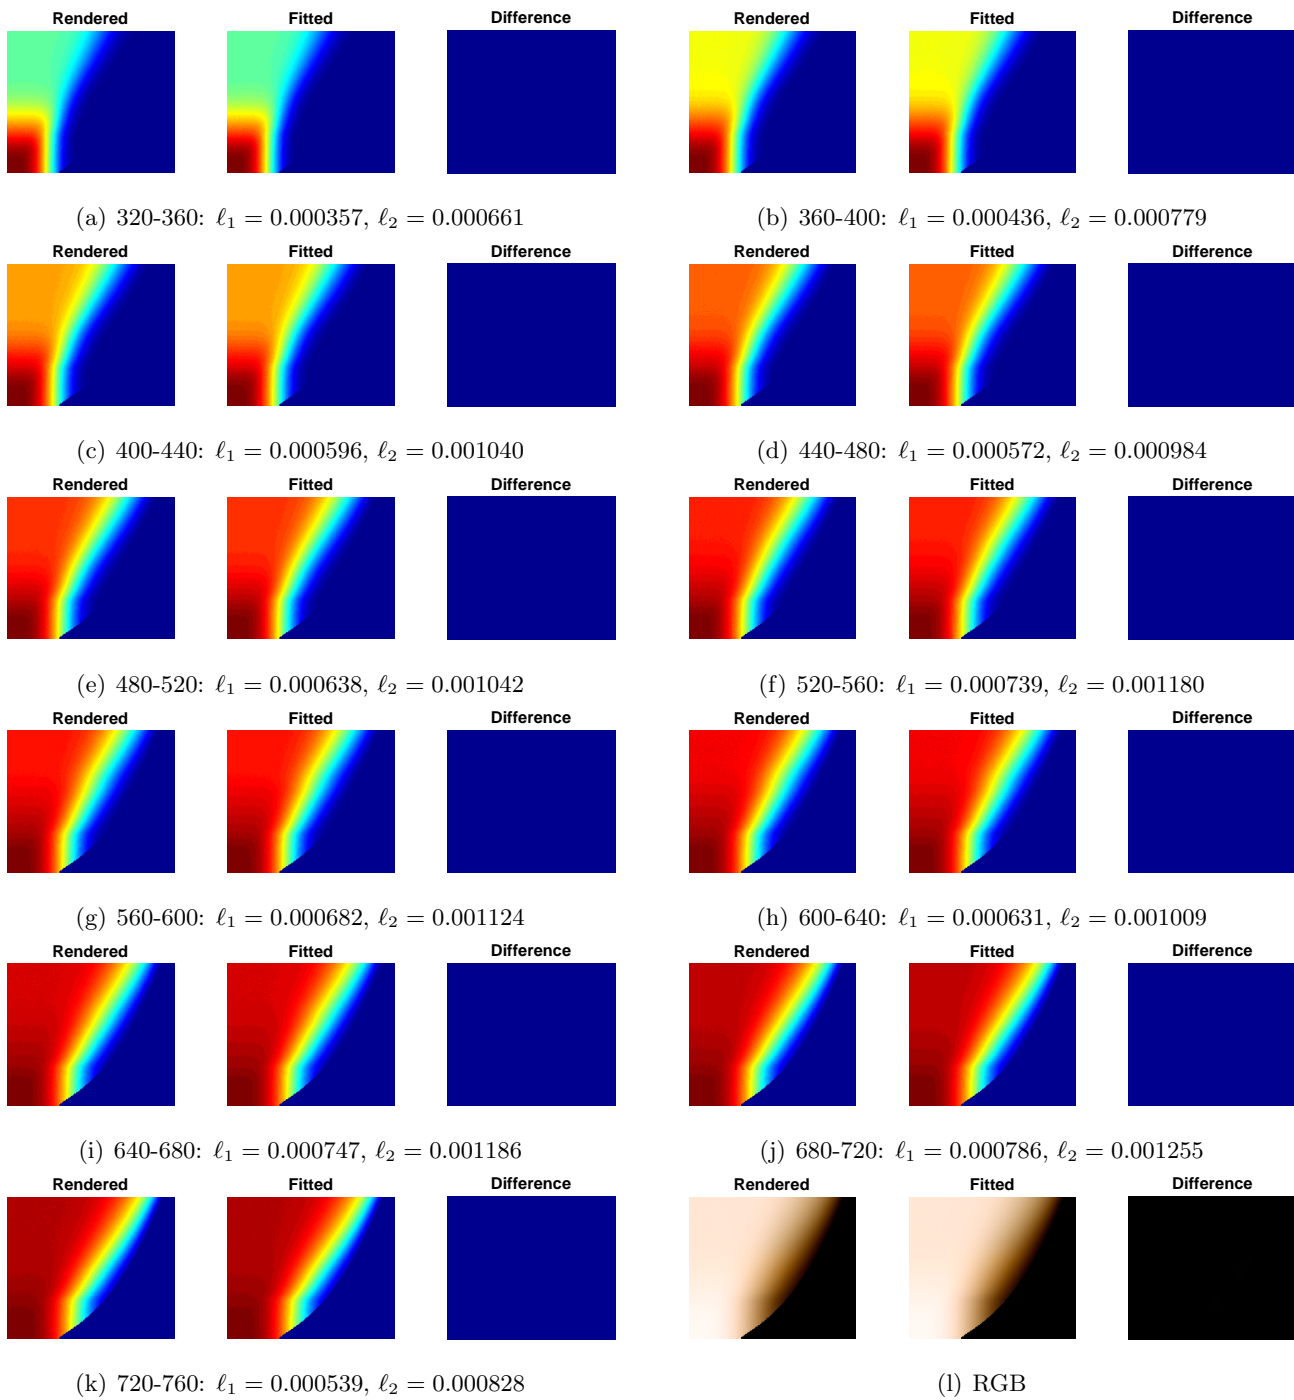 Rendered Fitted Difference Rendered Fitted Difference
(a) 320-360: ℓ₁ = 0.000357, ℓ₂ = 0.000661 (b) 360-400: ℓ₁ = 0.000436, ℓ₂ = 0.000779
Rendered Fitted Difference Rendered Fitted Difference
(c) 400-440: ℓ₁ = 0.000596, ℓ₂ = 0.001040 (d) 440-480: ℓ₁ = 0.000572, ℓ₂ = 0.000984
Rendered Fitted Difference Rendered Fitted Difference
(e) 480-520: ℓ₁ = 0.000638, ℓ₂ = 0.001042 (f) 520-560: ℓ₁ = 0.000739, ℓ₂ = 0.001180
Rendered Fitted Difference Rendered Fitted Difference
(g) 560-600: ℓ₁ = 0.000682, ℓ₂ = 0.001124 (h) 600-640: ℓ₁ = 0.000631, ℓ₂ = 0.001009
Rendered Fitted Difference Rendered Fitted Difference
(i) 640-680: ℓ₁ = 0.000747, ℓ₂ = 0.001186 (j) 680-720: ℓ₁ = 0.000786, ℓ₂ = 0.001255
Rendered Fitted Difference Rendered Fitted Difference
(k) 720-760: ℓ₁ = 0.000539, ℓ₂ = 0.000828 (l) RGB